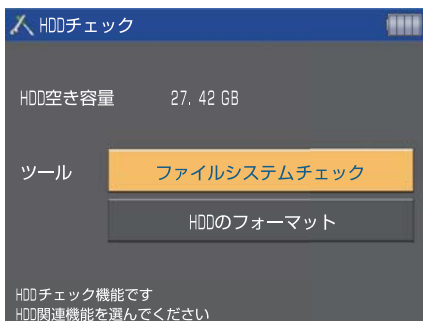 HDDチェック
HDD空き容量 27. 42 GB
ツール ファイルシステムチェック
HDDのフォーマット
HDDチェック機能です
HDD関連機能を選んでください